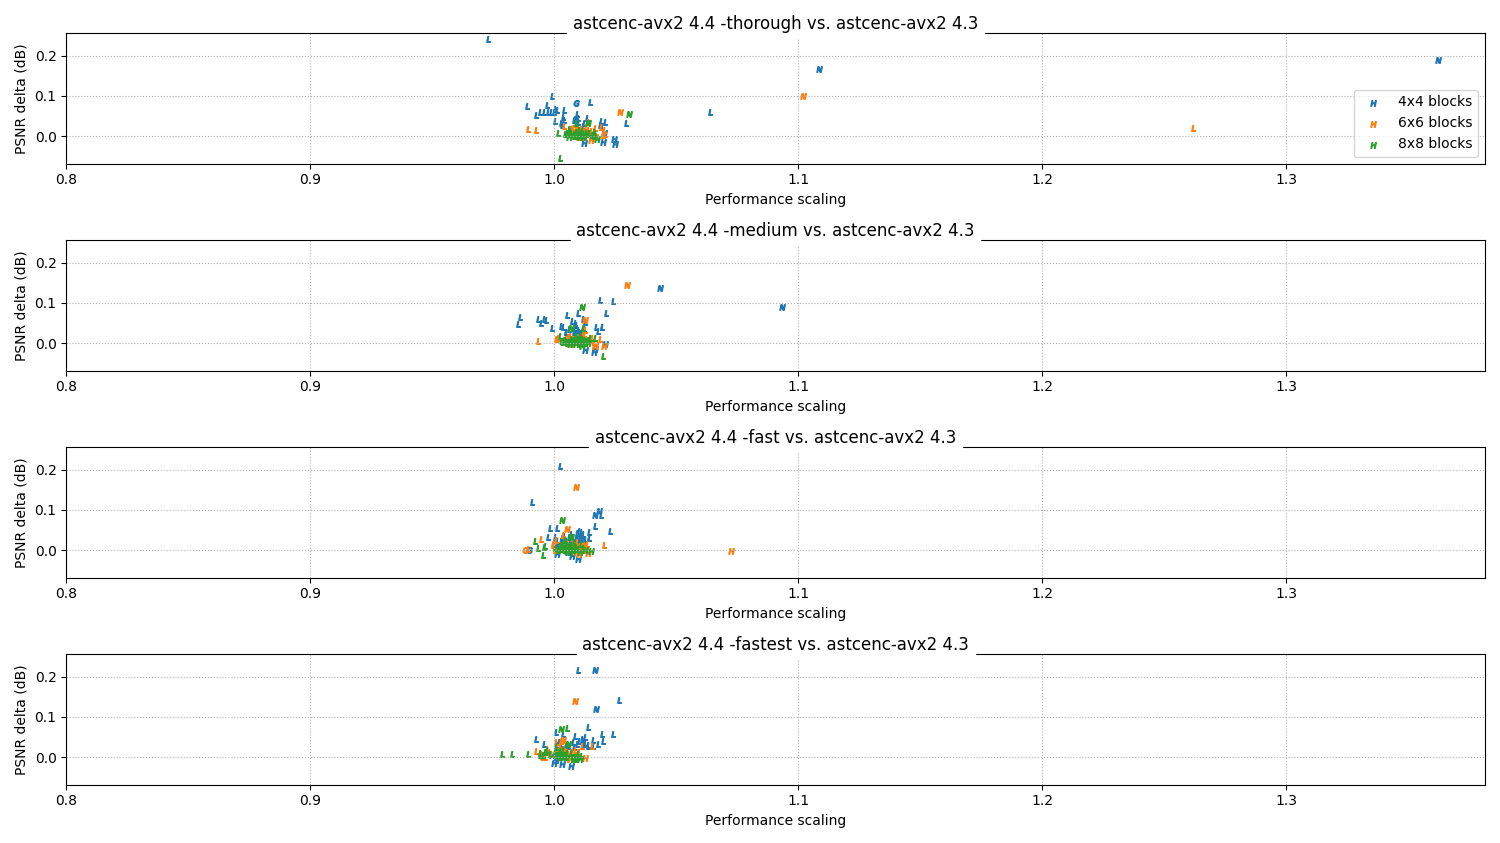 astcenc-avx2 4.4 -thorough vs. astcenc-avx2 4.3
PSNR delta (dB)
0.2
0.1
0.0
4x4 blocks
6x6 blocks
8x8 blocks
0.8 0.9 1.0 1.1 1.2 1.3
Performance scaling
astcenc-avx2 4.4 -medium vs. astcenc-avx2 4.3
PSNR delta (dB)
0.2
0.1
0.0
0.8 0.9 1.0 1.1 1.2 1.3
Performance scaling
astcenc-avx2 4.4 -fast vs. astcenc-avx2 4.3
PSNR delta (dB)
0.2
0.1
0.0
0.8 0.9 1.0 1.1 1.2 1.3
Performance scaling
astcenc-avx2 4.4 -fastest vs. astcenc-avx2 4.3
PSNR delta (dB)
0.2
0.1
0.0
0.8 0.9 1.0 1.1 1.2 1.3
Performance scaling